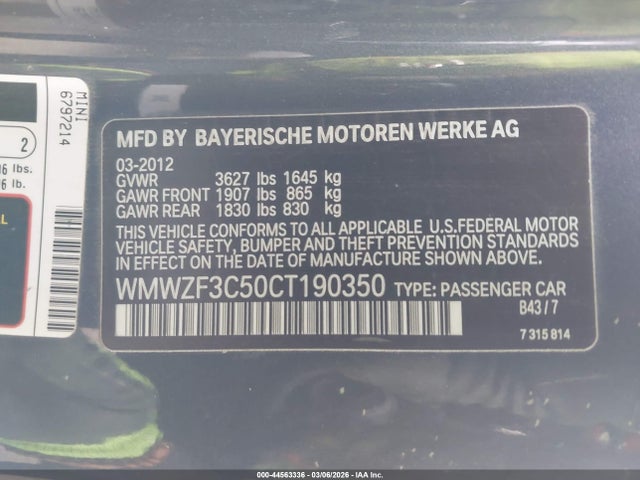 MINI
6797214
2
lbs.
lb.
MFD BY BAYERISCHE MOTOREN WERKE AG
03-2012
GVWR 3627 lbs 1645 kg
GAWR FRONT 1907 lbs 865 kg
GAWR REAR 1830 lbs 830 kg
THIS VEHICLE CONFORMS TO ALL APPLICABLE U.S.FEDERAL MOTOR
VEHICLE SAFETY, BUMPER AND THEFT PREVENTION STANDARDS
IN EFFECT ON THE DATE OF MANUFACTURE SHOWN ABOVE.
WMWZF3C50CT190350 TYPE: PASSENGER CAR
B43/7
7 315 814
000-44563336 - 03/06/2026 - IAA Inc.